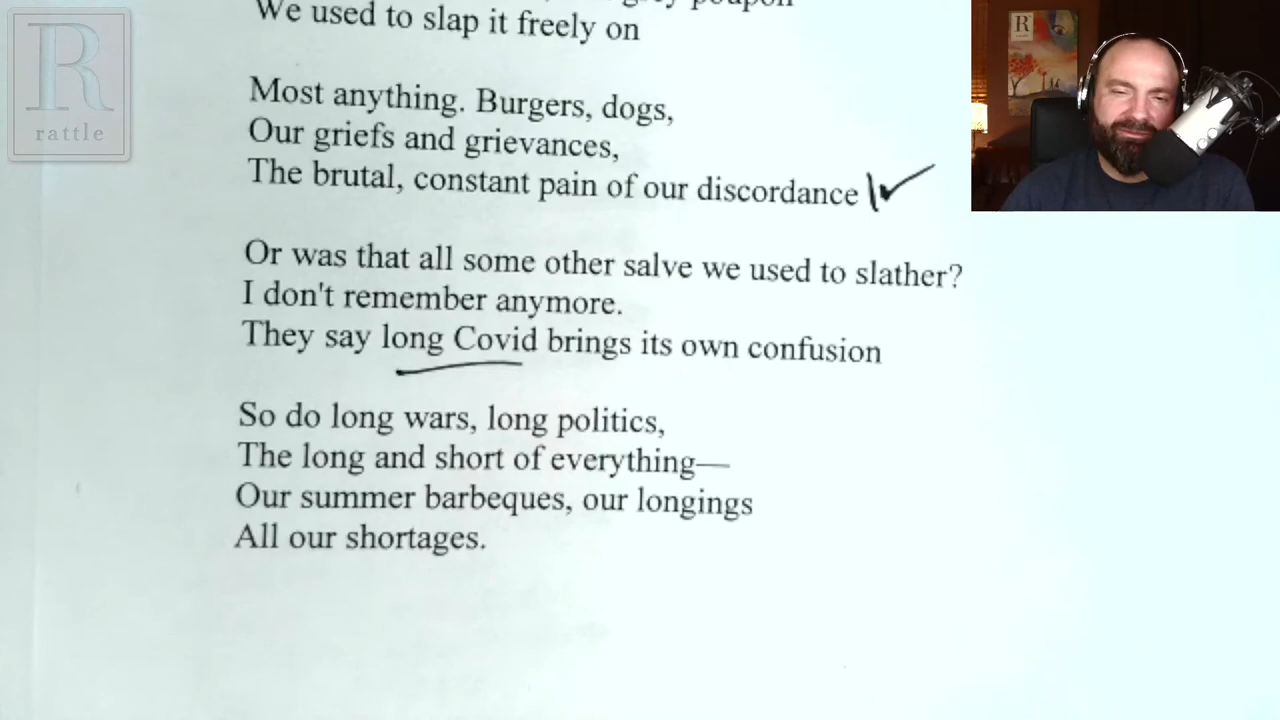 grey poupon
We used to slap it freely on
Most anything. Burgers, dogs,
Our griefs and grievances,
The brutal, constant pain of our discordance
Or was that all some other salve we used to slather?
I don't remember anymore.
They say long Covid brings its own confusion
So do long wars, long politics,
The long and short of everything—
Our summer barbeques, our longings
All our shortages.
R
rattle
R